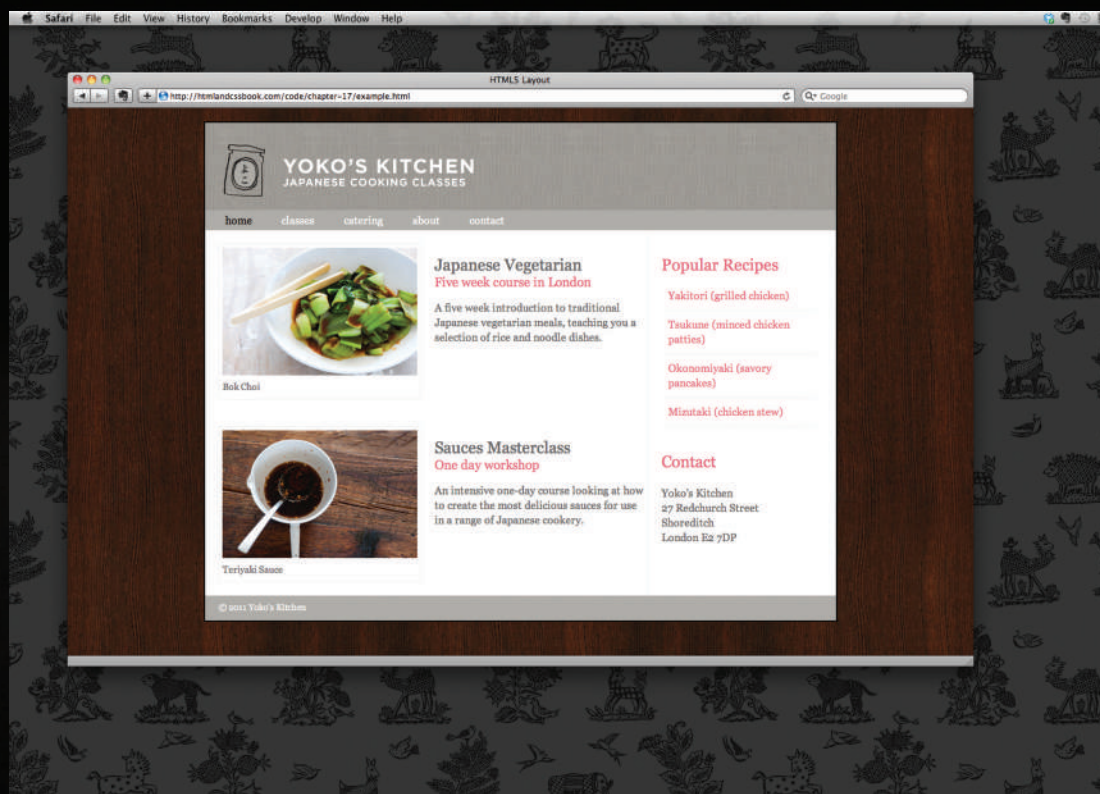 Safari File Edit View History Bookmarks Develop Window Help
HTML5 Layout
http://htmlandcssbook.com/code/chapter-17/example.html
Google
YOKO'S KITCHEN
JAPANESE COOKING CLASSES
home classes catering about contact
Japanese Vegetarian
Five week course in London
A five week introduction to traditional
Japanese vegetarian meals, teaching you a
selection of rice and noodle dishes.
Bok Choi
Sauces Masterclass
One day workshop
An intensive one-day course looking at how
to create the most delicious sauces for use
in a range of Japanese cookery.
Teriyaki Sauce
Popular Recipes
Yakitori (grilled chicken)
Tsukune (minced chicken
patties)
Okonomiyaki (savory
pancakes)
Mizutaki (chicken stew)
Contact
Yoko's Kitchen
27 Redchurch Street
Shoreditch
London E2 7DP
© 2011 Yoko's Kitchen